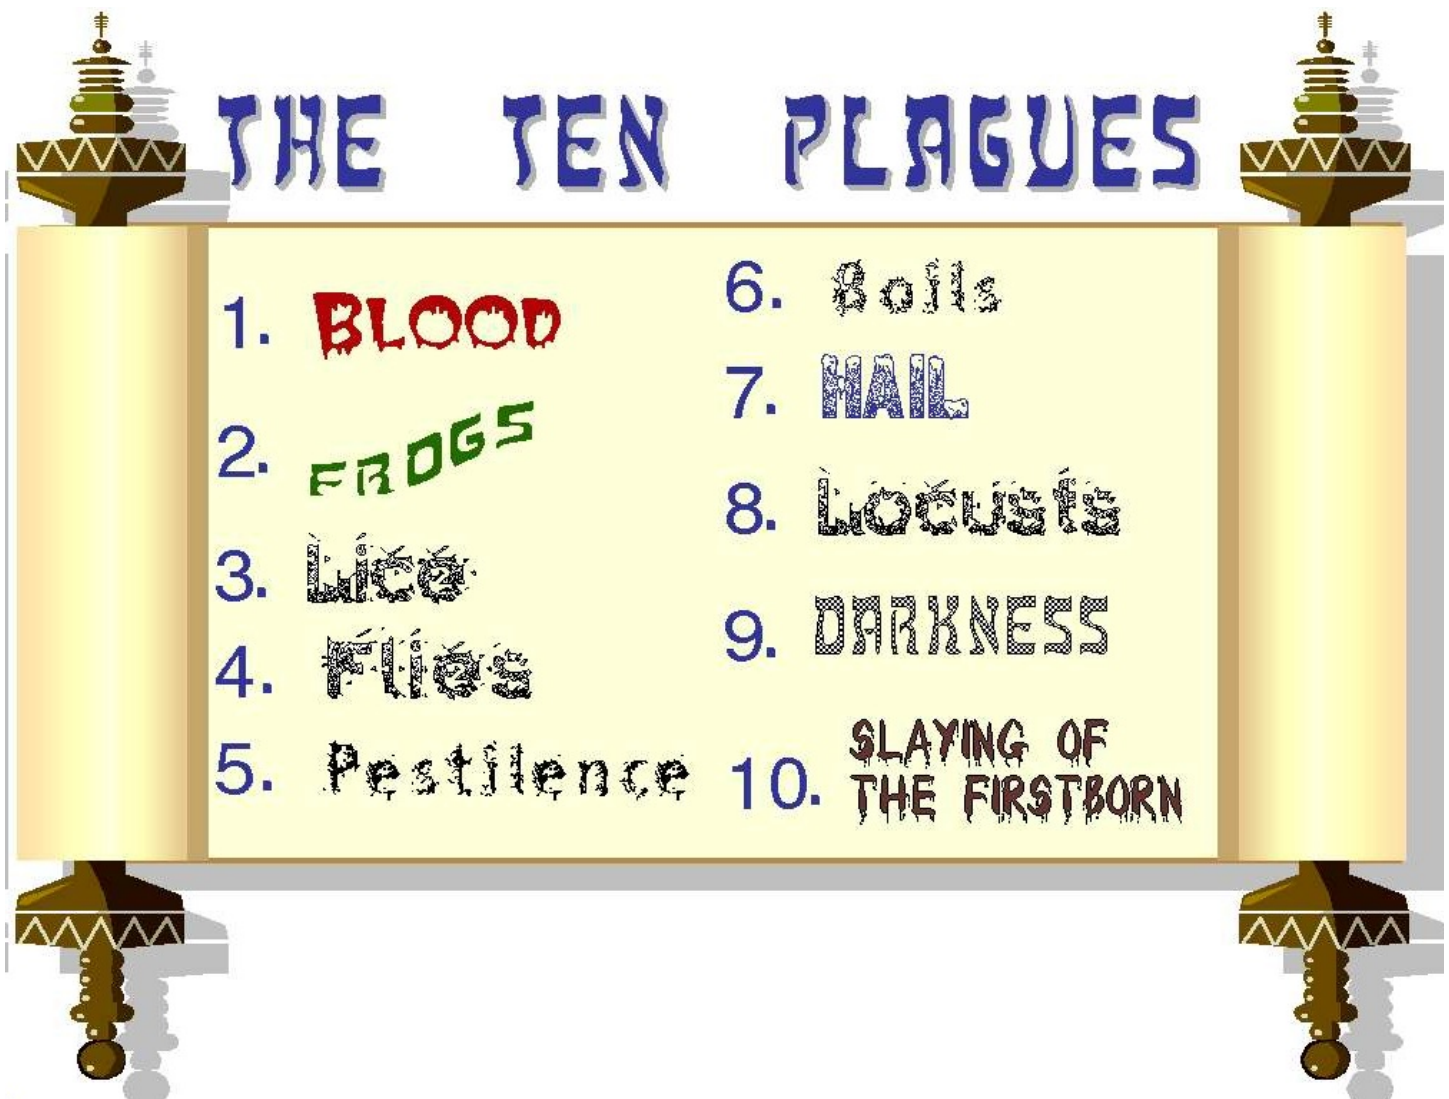 THE TEN PLAGUES
1. BLOOD
2. FROGS
3. Lice
4. Flies
5. Pestilence
6. Boils
7. HAIL
8. Locusts
9. DARKNESS
10. SLAYING OF
THE FIRSTBORN